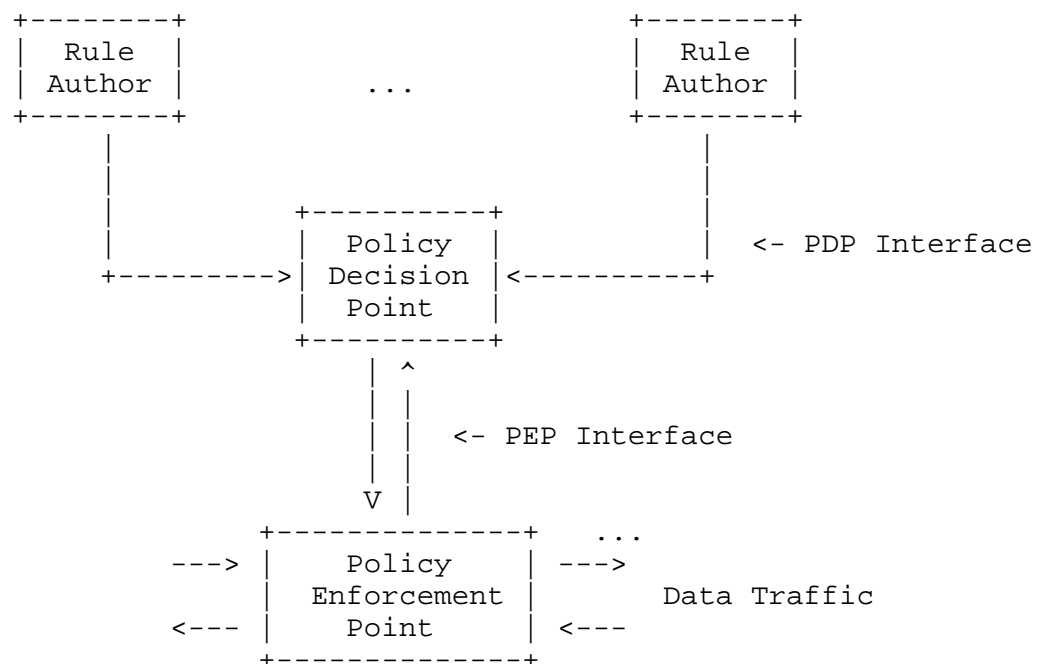 +--------+                          +--------+
|  Rule  |                          |  Rule  |
| Author |          ...             | Author |
+--------+                          +--------+
     |                                  |
     |                                  |
     |                                  |
     |          +----------+            |
     |          |  Policy  |            |  <- PDP Interface
     +--------->| Decision |<----------+
                |  Point   |
                +----------+
                    | ^
                    | |
                    | |  <- PEP Interface
                    | |
                    V |
              +--------------+   ...
         ---> |    Policy    | --->
              |  Enforcement |      Data Traffic
         <--- |    Point     | <---
              +--------------+